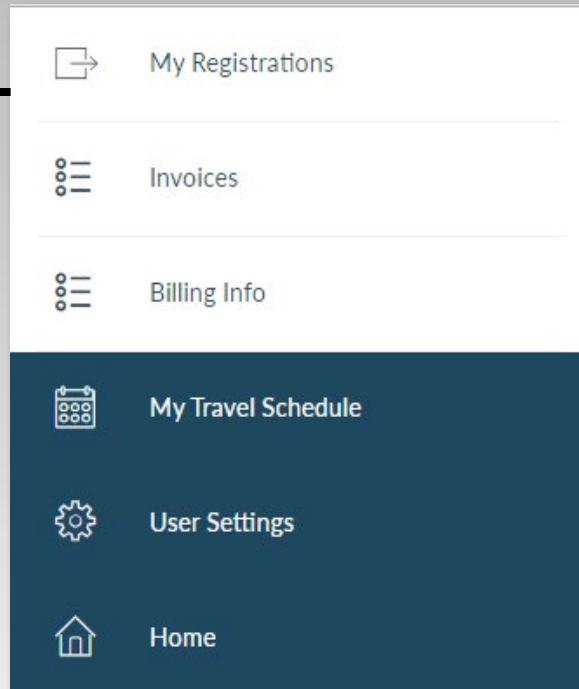 My Registrations
Invoices
Billing Info
My Travel Schedule
User Settings
Home